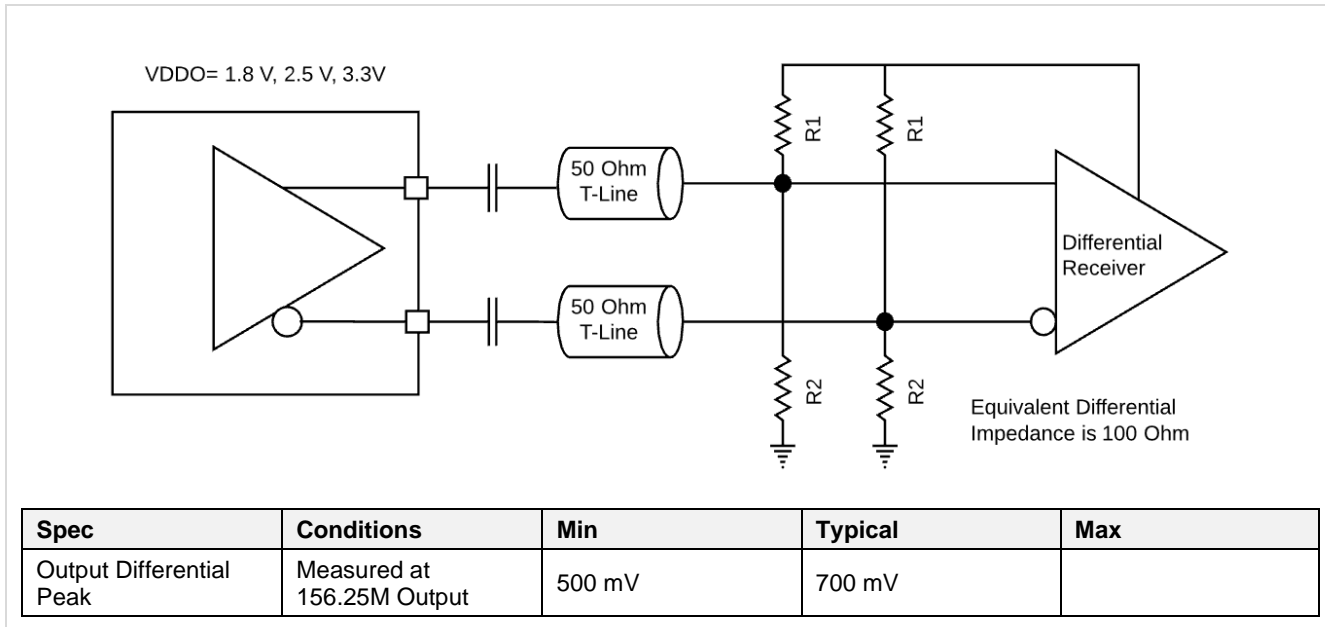 VDDO= 1.8 V, 2.5 V, 3.3V
R1
R1
50 Ohm
T-Line
Differential
Receiver
50 Ohm
T-Line
R2
R2
Equivalent Differential
Impedance is 100 Ohm
Spec Conditions Min Typical Max
Output Differential
Peak
Measured at
156.25M Output
500 mV
700 mV